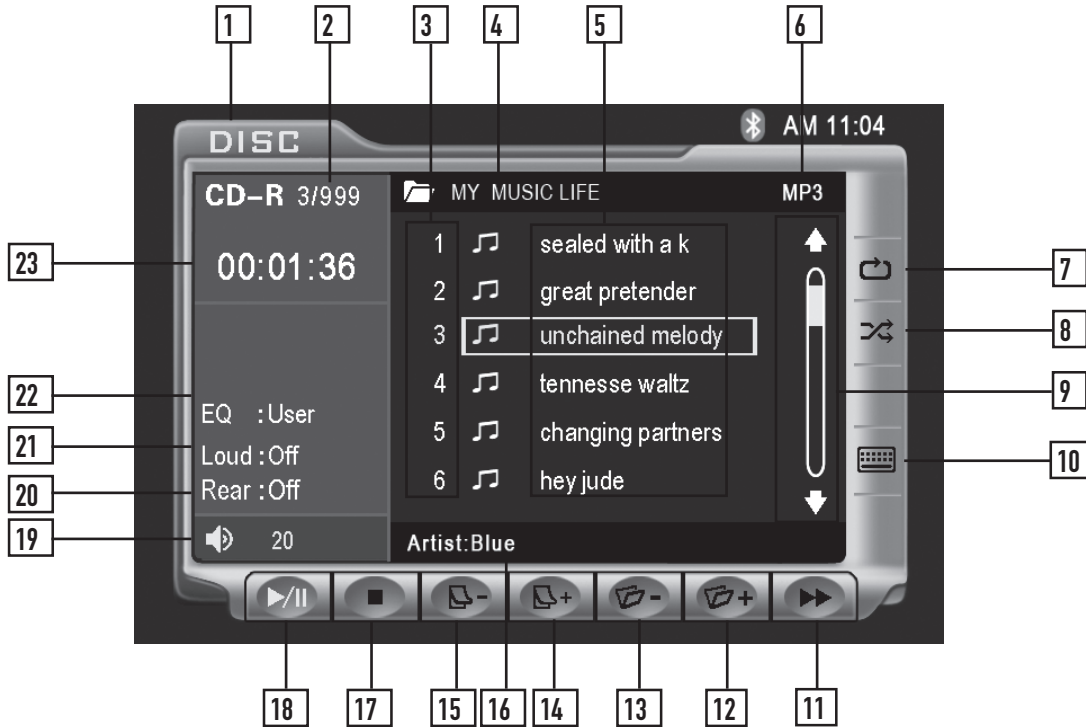 1 2 3 4 5 6
DISC AM 11:04
CD-R 3/999 MY MUSIC LIFE MP3
1 sealed with a k
23 00:01:36 7
2 great pretender
3 unchained melody 8
4 tennesse waltz 9
22 EQ :User
5 changing partners
21 Loud :Off 10
20 Rear :Off 6 hey jude
19 20 Artist:Blue
- + - +
18 17 15 16 14 13 12 11